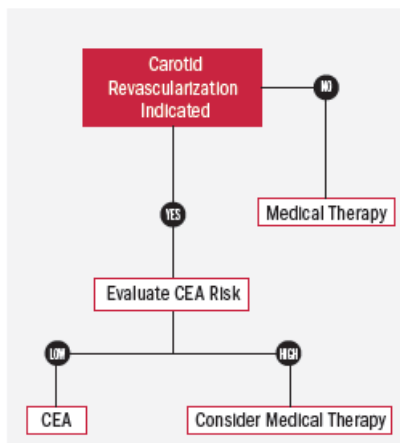 Carotid
Revascularization
Indicated
NO
Medical Therapy
YES
Evaluate CEA Risk
LOW
HIGH
CEA
Consider Medical Therapy